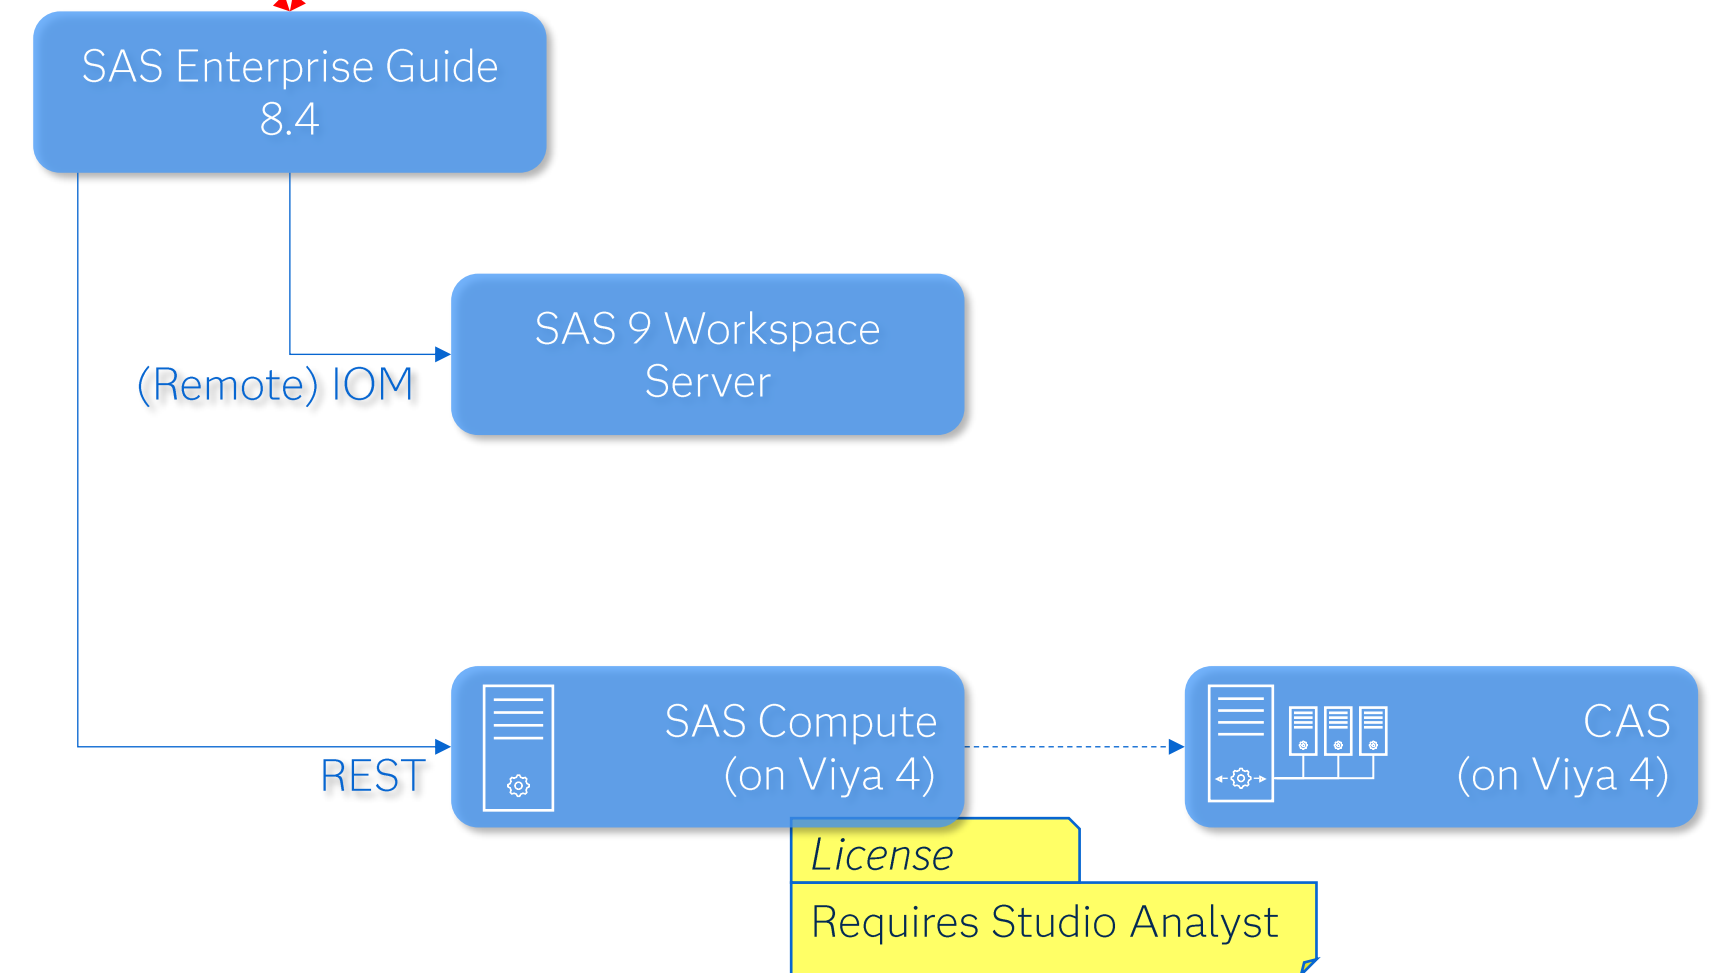 SAS Enterprise Guide
8.4
SAS 9 Workspace
Server
(Remote) IOM
SAS Compute
(on Viya 4)
REST
CAS
(on Viya 4)
License
Requires Studio Analyst